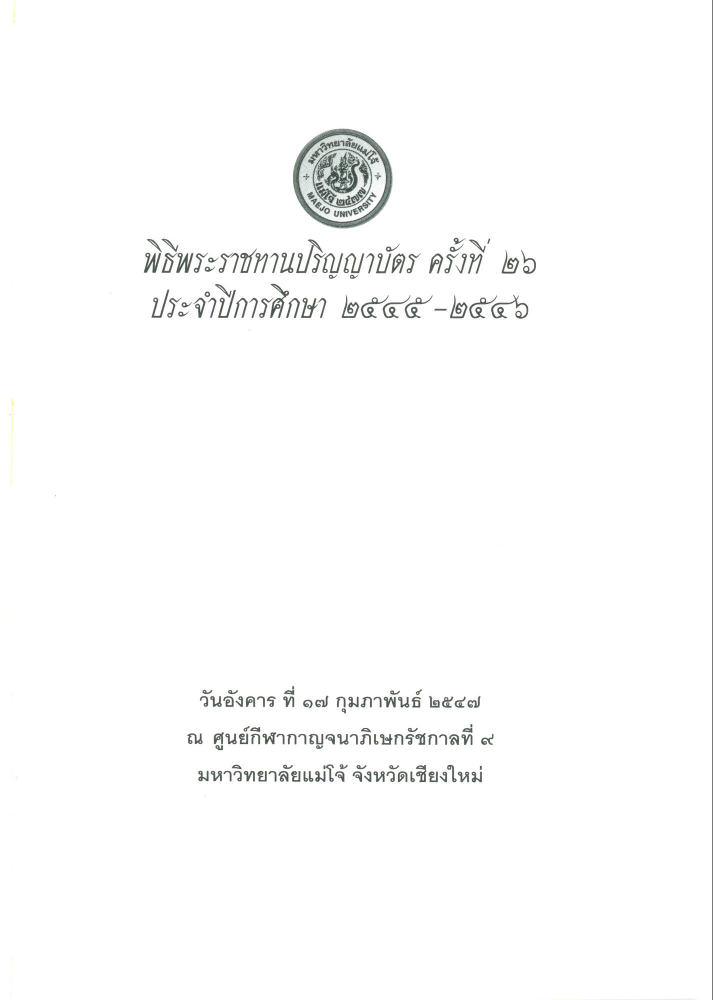 มหาวิทยาลัยแม่โจ้
แม่โจ้ ๒๔๗๗
MAEJO UNIVERSITY
พิธีพระราชทานปริญญาบัตร ครั้งที่ ๒๖
ประจำปีการศึกษา ๒๕๔๕ -๒๕๔๖
วันอังคาร ที่ ๑๗ กุมภาพันธ์ ๒๕๔๗
ณ ศูนย์กีฬากาญจนาภิเษกรัชกาลที่ ๙
มหาวิทยาลัยแม่โจ้ จังหวัดเชียงใหม่